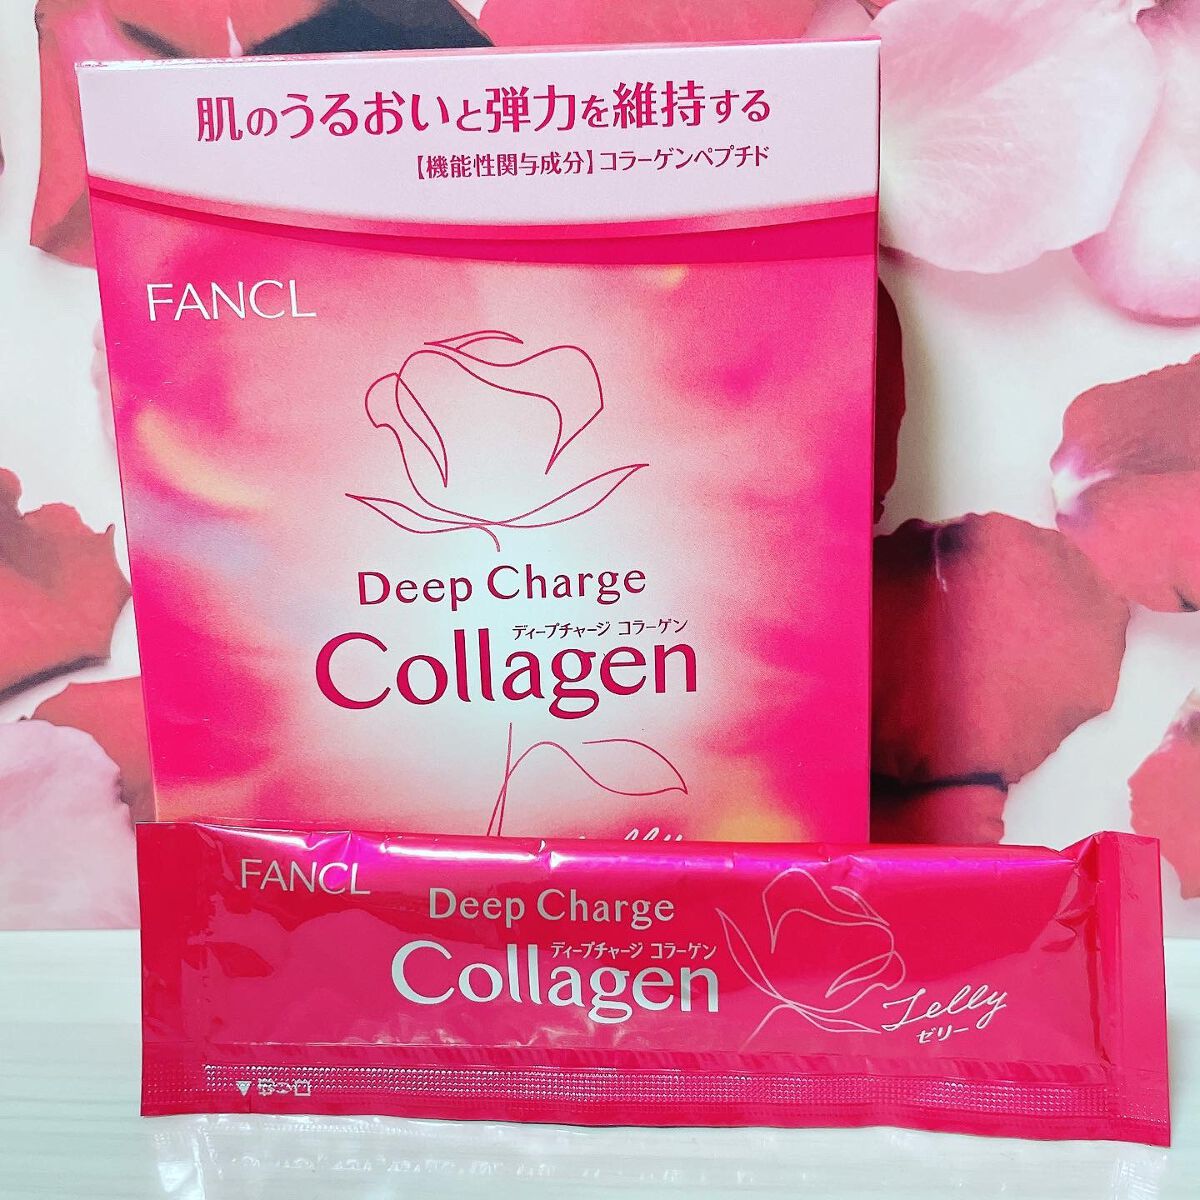 肌のうるおいと弾力を維持する
【機能性関与成分】コラーゲンペプチド
FANCL
Deep Charge
ディープチャージ コラーゲン
Collagen
Jelly
FANCL
Deep Charge
ディープチャージ コラーゲン
Collagen
Jelly
ゼリー